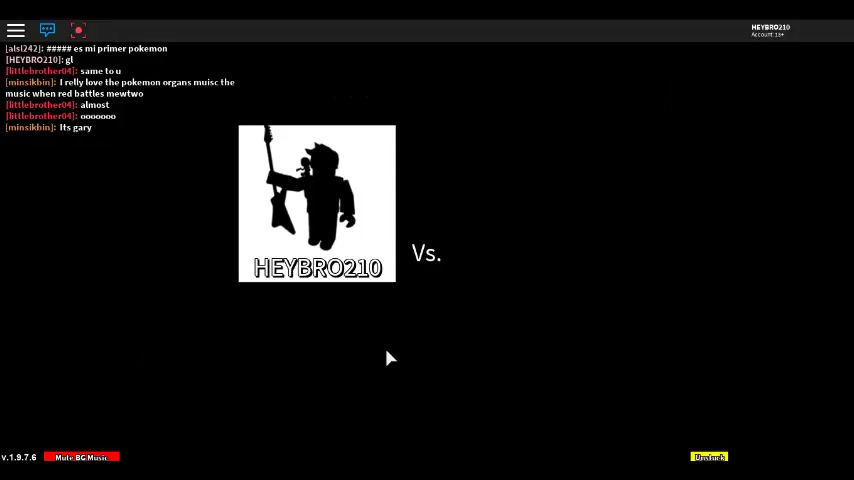 HEYBRO210
Account: 13+
[alsl242]: ##### es mi primer pokemon
[HEYBRO210]: gl
[littlebrother04]: same to u
[minsikbin]: I relly love the pokemon organs muisc the
music when red battles mewtwo
[littlebrother04]: almost
[littlebrother04]: ooooooo
[minsikbin]: Its gary
HEYBRO210
Vs.
v.1.9.7.6
Mute BG Music
Unstuck